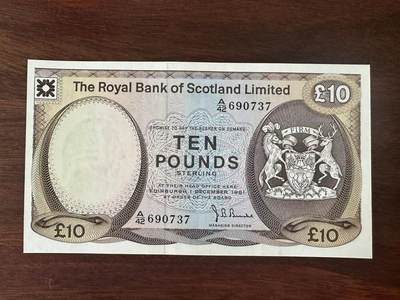 The Royal Bank of Scotland Limited
£10
A/42 690737
PROMISE TO PAY THE BEARER ON DEMAND
FIRM
TEN
POUNDS
STERLING
AT THEIR HEAD OFFICE HERE
EDINBURGH 1 DECEMBER 1981
BY ORDER OF THE BOARD
A/42 690737
MANAGING DIRECTOR
£10
£10